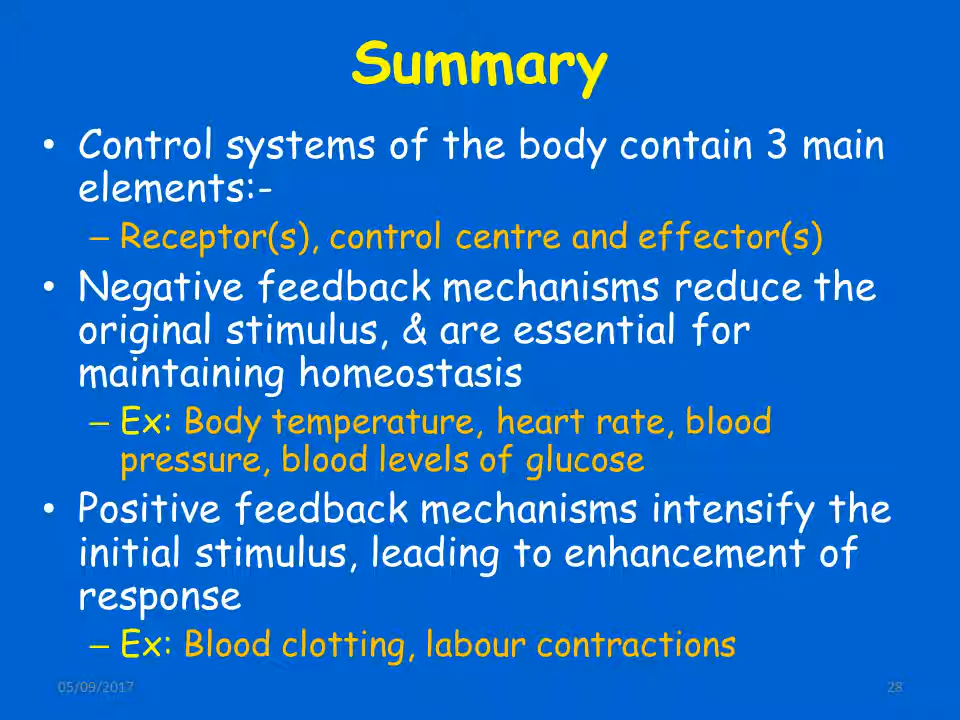 Summary
• Control systems of the body contain 3 main
elements:-
– Receptor(s), control centre and effector(s)
• Negative feedback mechanisms reduce the
original stimulus, & are essential for
maintaining homeostasis
– Ex: Body temperature, heart rate, blood
pressure, blood levels of glucose
• Positive feedback mechanisms intensify the
initial stimulus, leading to enhancement of
response
– Ex: Blood clotting, labour contractions
05/09/2017
28